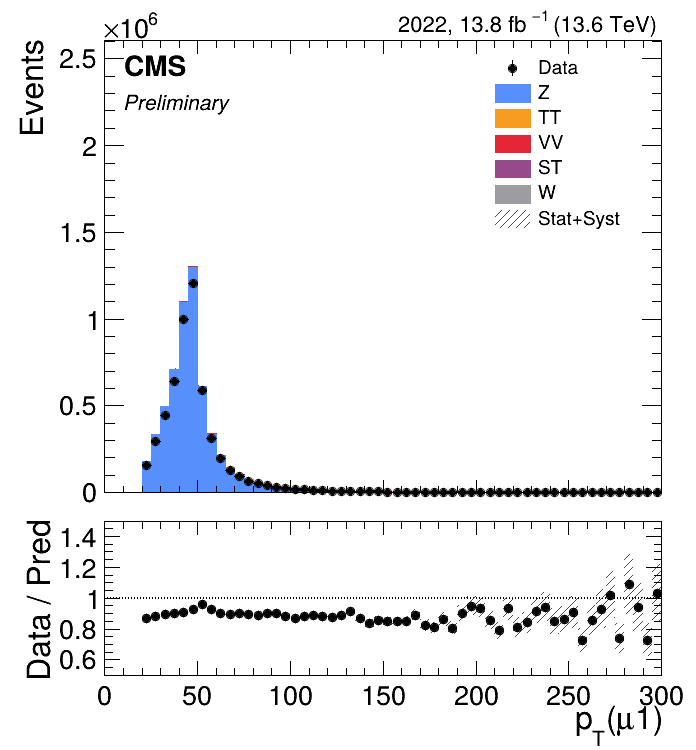 ×10⁶
2022, 13.8 fb⁻¹ (13.6 TeV)
Events
CMS
Preliminary
Data
Z
TT
VV
ST
W
Stat+Syst
2.5
2
1.5
1
0.5
0
Data / Pred
1.4
1.2
1
0.8
0.6
0 50 100 150 200 250 300
p_T(μ1)